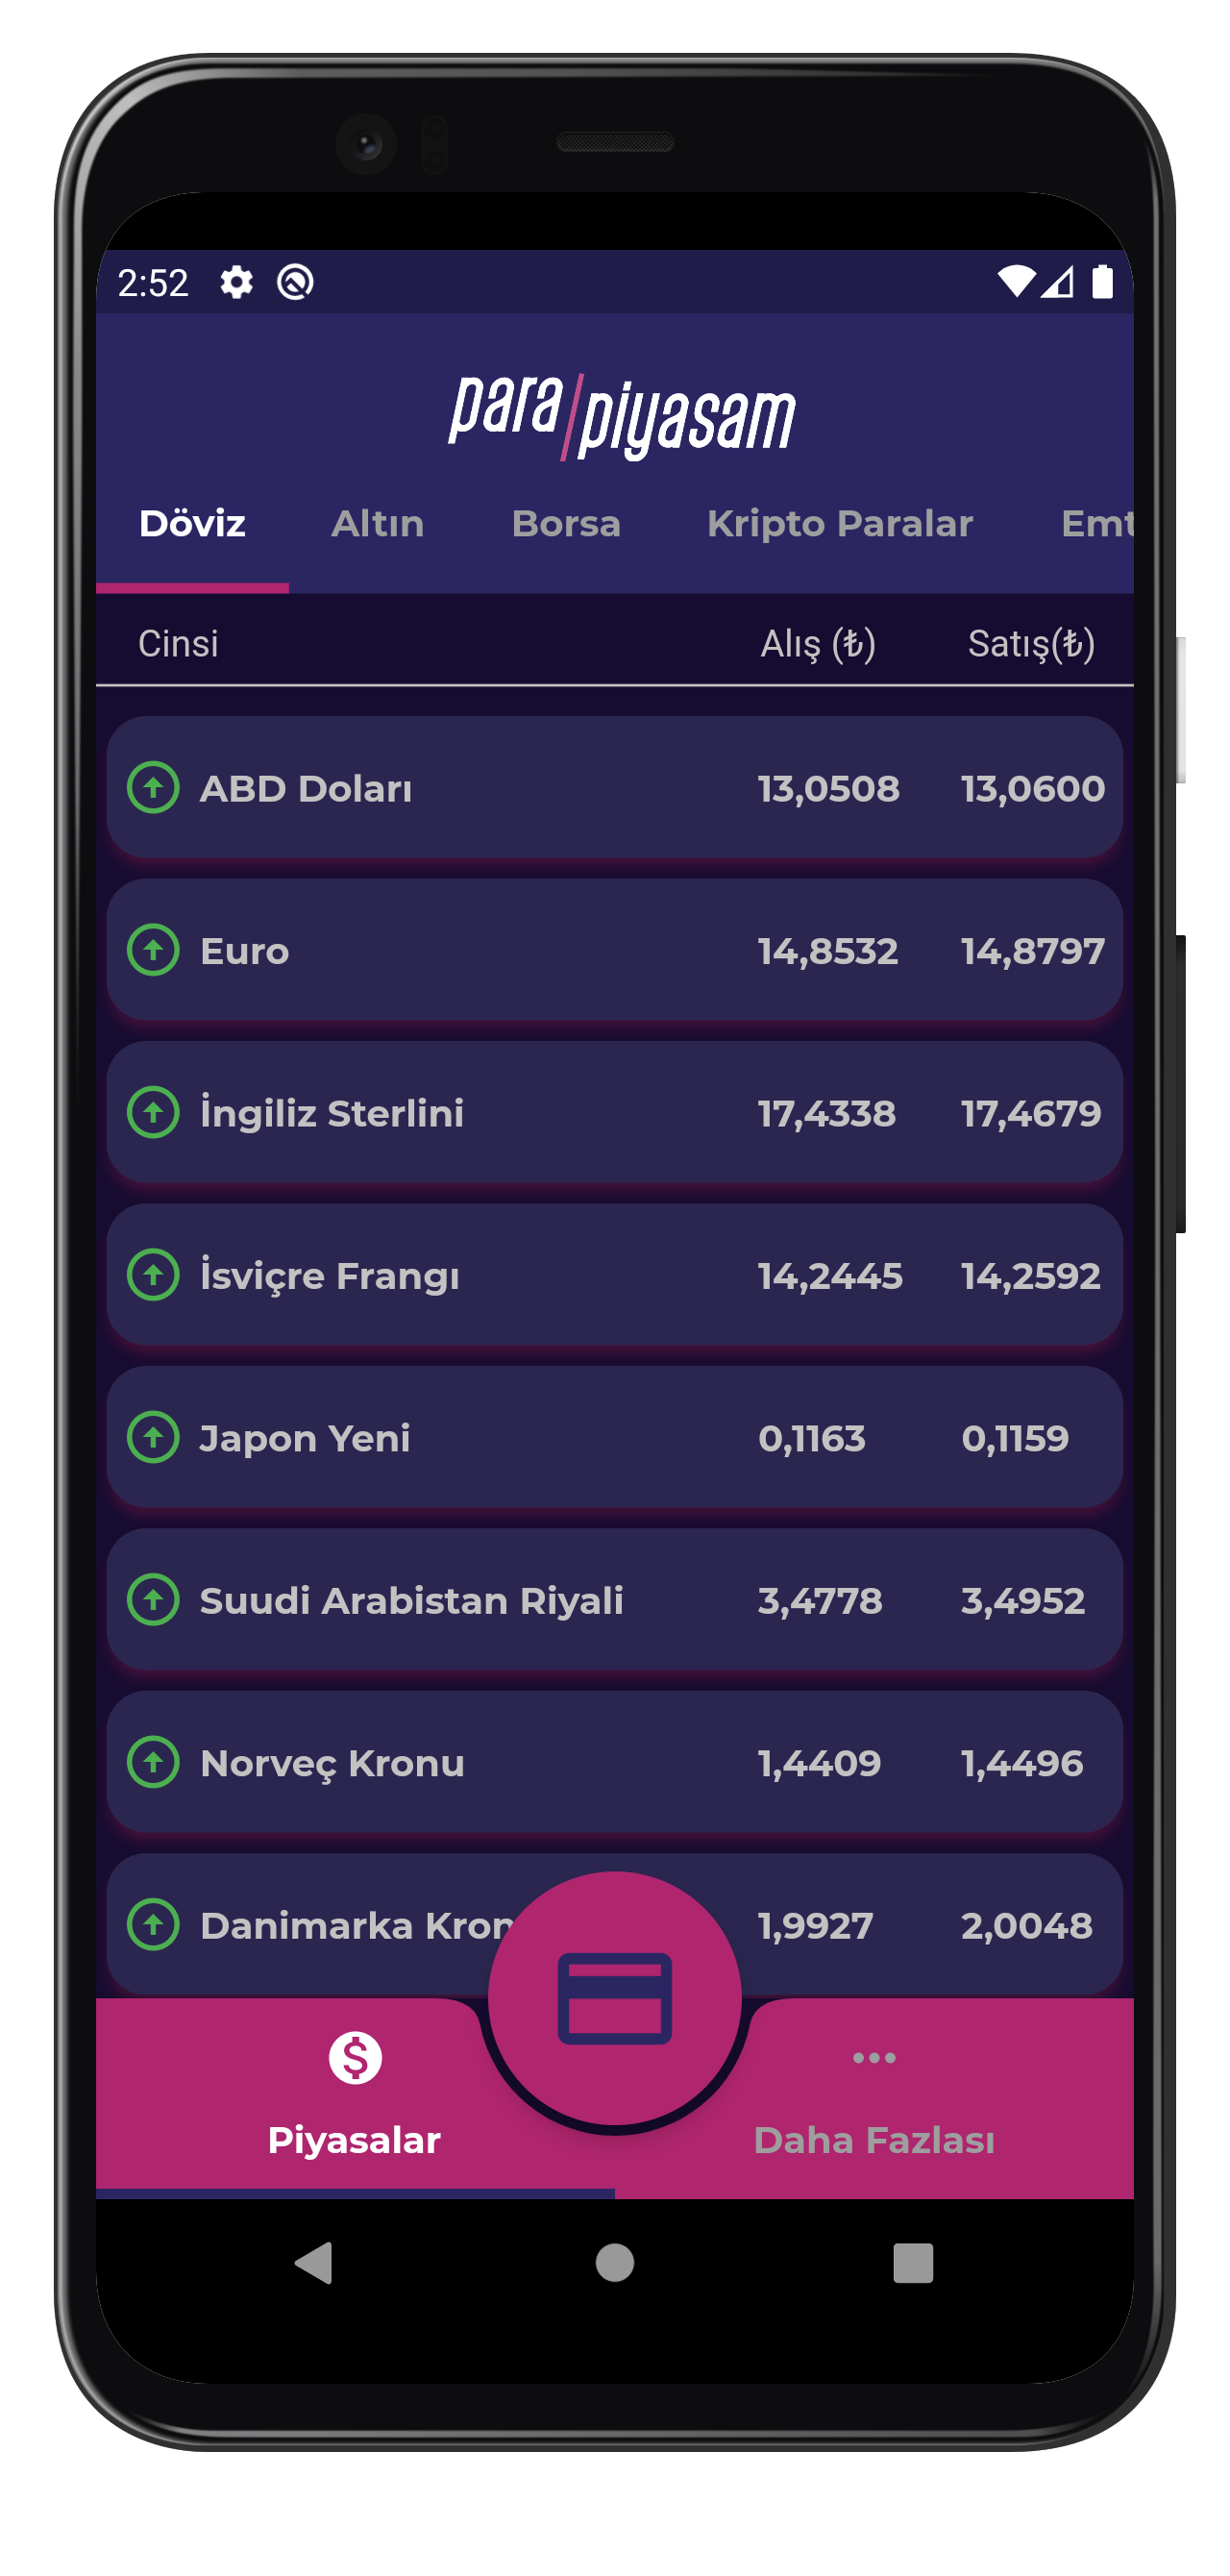 2:52
para piyasam
Döviz Altın Borsa Kripto Paralar Emt
Cinsi Alış (₺) Satış(₺)
ABD Doları 13,0508 13,0600
Euro 14,8532 14,8797
İngiliz Sterlini 17,4338 17,4679
İsviçre Frangı 14,2445 14,2592
Japon Yeni 0,1163 0,1159
Suudi Arabistan Riyali 3,4778 3,4952
Norveç Kronu 1,4409 1,4496
Danimarka Kron 1,9927 2,0048
Piyasalar Daha Fazlası